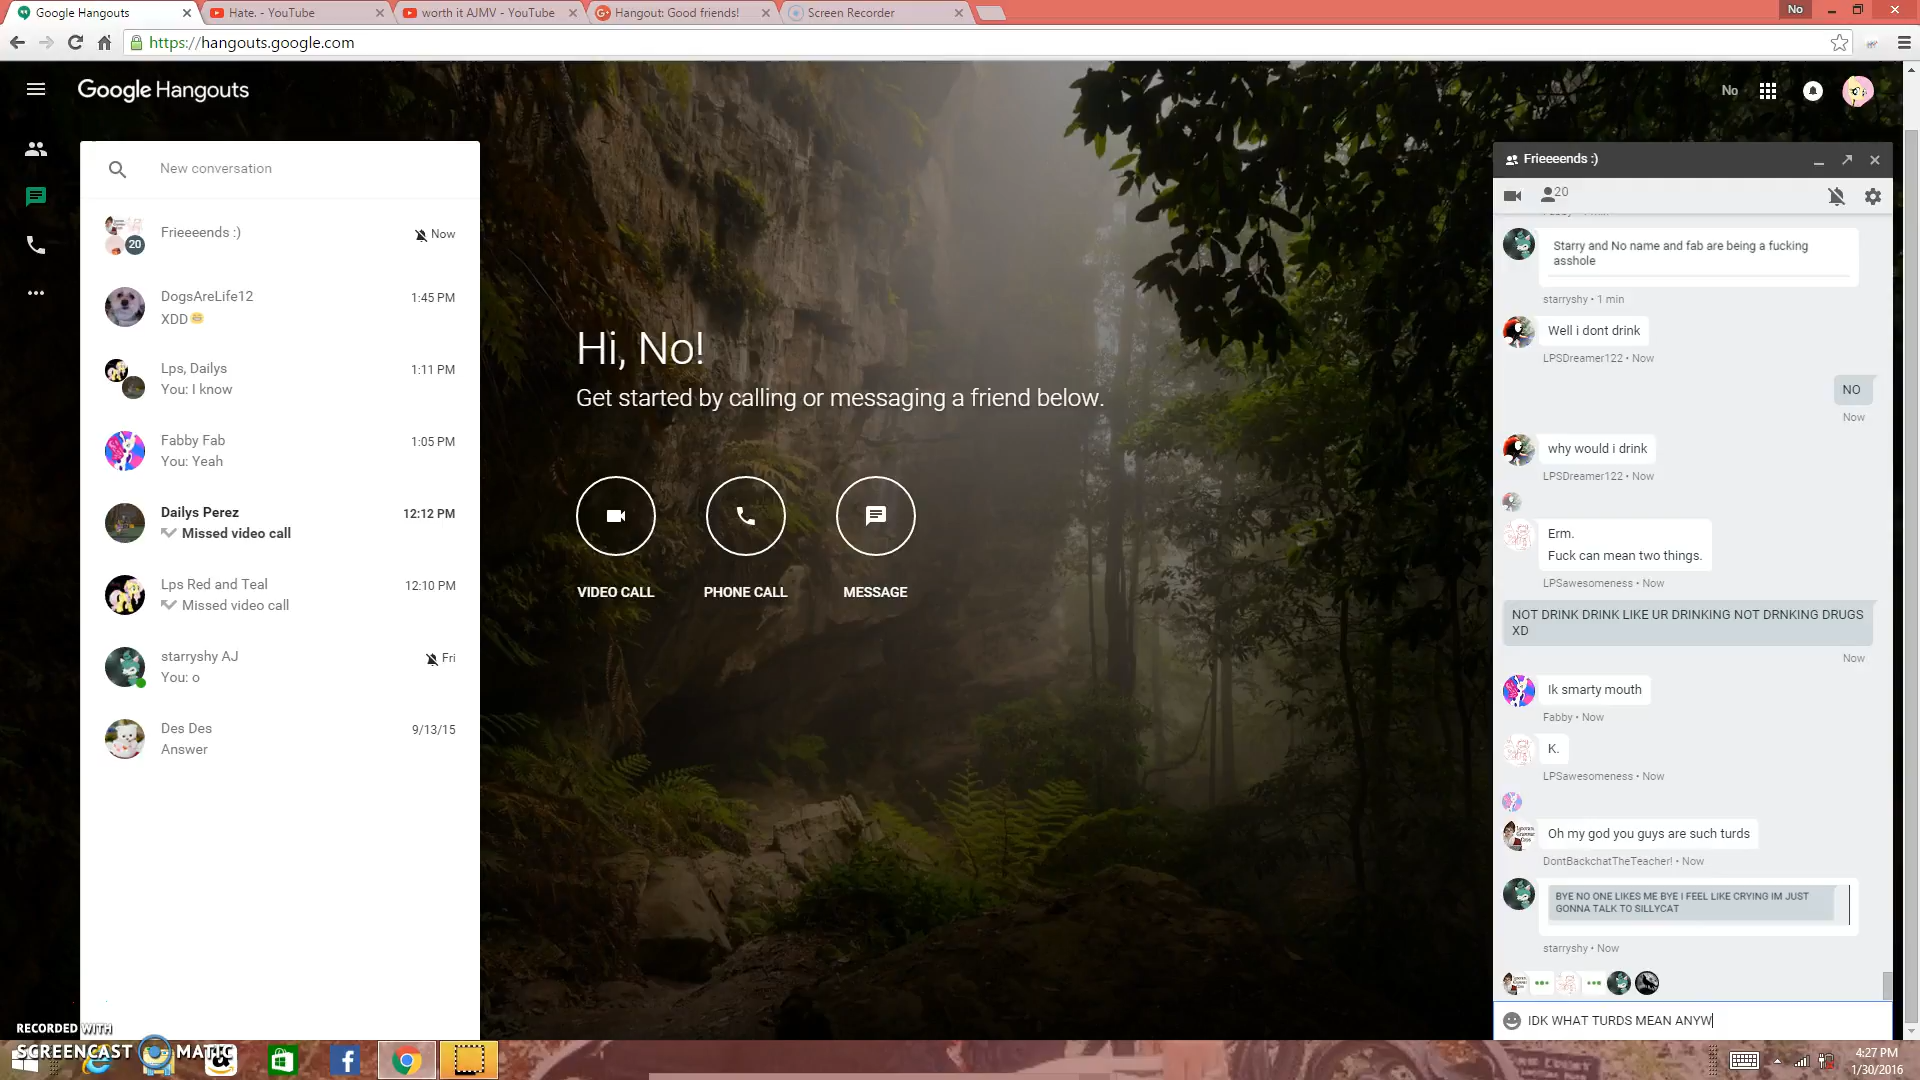 Google Hangouts
Hate. - YouTube
worth it AJMV - YouTube
Hangout: Good friends!
Screen Recorder
No
https://hangouts.google.com
Google Hangouts
No
New conversation
Frieeeends :)
Now
20
DogsAreLife12
1:45 PM
XDD
Lps, Dailys
1:11 PM
You: I know
Fabby Fab
1:05 PM
You: Yeah
Dailys Perez
12:12 PM
Missed video call
Lps Red and Teal
12:10 PM
Missed video call
starryshy AJ
Fri
You: o
Des Des
9/13/15
Answer
Hi, No!
Get started by calling or messaging a friend below.
VIDEO CALL
PHONE CALL
MESSAGE
Frieeeends :)
20
Starry and No name and fab are being a fucking
asshole
starryshy • 1 min
Well i dont drink
LPSDreamer122 • Now
NO
Now
why would i drink
LPSDreamer122 • Now
Erm.
Fuck can mean two things.
LPSawesomeness • Now
NOT DRINK DRINK LIKE UR DRINKING NOT DRNKING DRUGS
XD
Now
Ik smarty mouth
Fabby • Now
K.
LPSawesomeness • Now
Oh my god you guys are such turds
DontBackchatTheTeacher! • Now
BYE NO ONE LIKES ME BYE I FEEL LIKE CRYING IM JUST
GONNA TALK TO SILLYCAT
starryshy • Now
IDK WHAT TURDS MEAN ANYW
RECORDED WITH
SCREENCAST MATIC
4:27 PM
1/30/2016